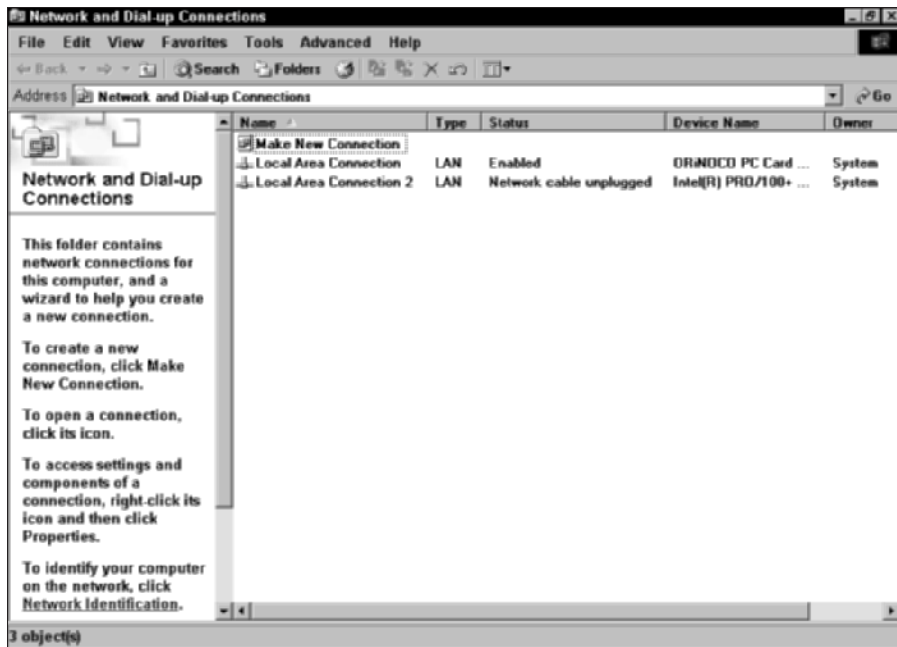 Network and Dial-up Connections
File Edit View Favorites Tools Advanced Help
Back Search Folders
Address Network and Dial-up Connections Go
Name Type Status Device Name Owner
Make New Connection
Local Area Connection LAN Enabled ORiNOCO PC Card ... System
Local Area Connection 2 LAN Network cable unplugged Intel(R) PRO/100+ ... System
Network and Dial-up
Connections
This folder contains
network connections for
this computer, and a
wizard to help you create
a new connection.
To create a new
connection, click Make
New Connection.
To open a connection,
click its icon.
To access settings and
components of a
connection, right-click its
icon and then click
Properties.
To identify your computer
on the network, click
Network Identification.
3 object(s)